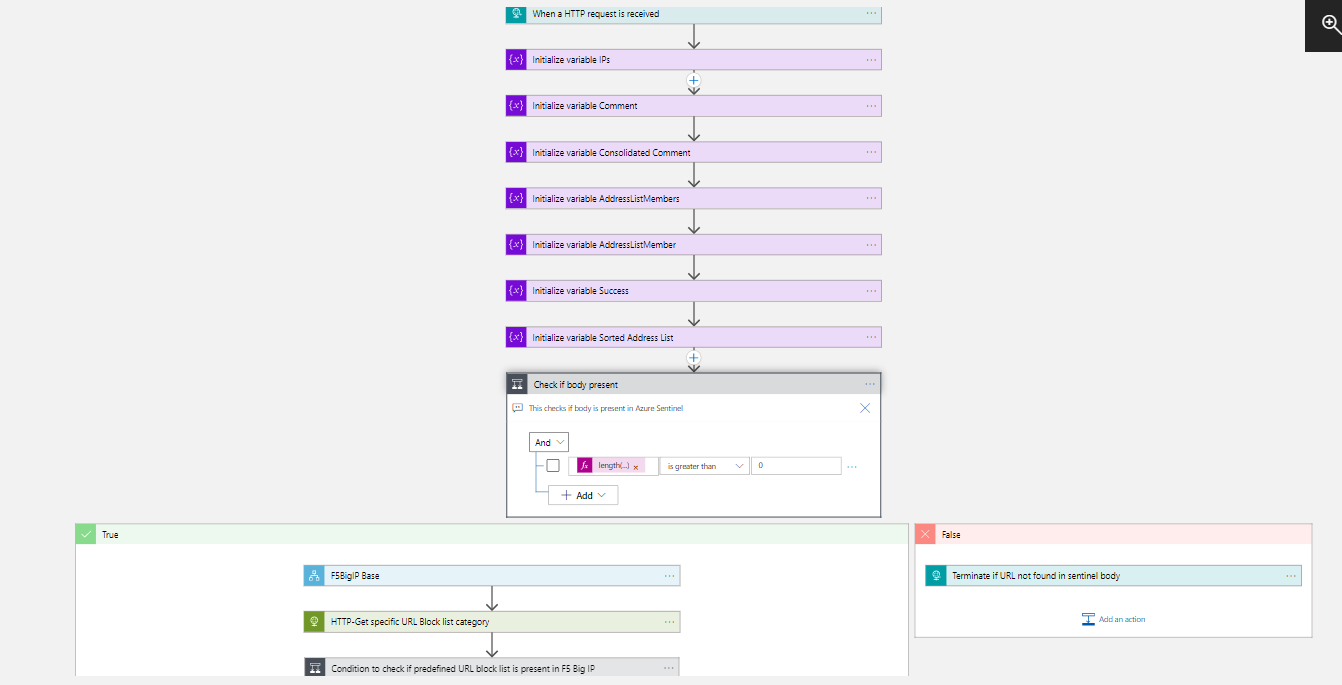 When a HTTP request is received
{x} Initialize variable IPs
{x} Initialize variable Comment
{x} Initialize variable Consolidated Comment
{x} Initialize variable AddressListMembers
{x} Initialize variable AddressListMember
{x} Initialize variable Success
{x} Initialize variable Sorted Address List
Check if body present
This checks if body is present in Azure Sentinel
And
fx length(...) x is greater than 0
+ Add
True
F5BigIP Base
HTTP-Get specific URL Block list category
Condition to check if predefined URL block list is present in F5 Big IP
False
Terminate if URL not found in sentinel body
Add an action